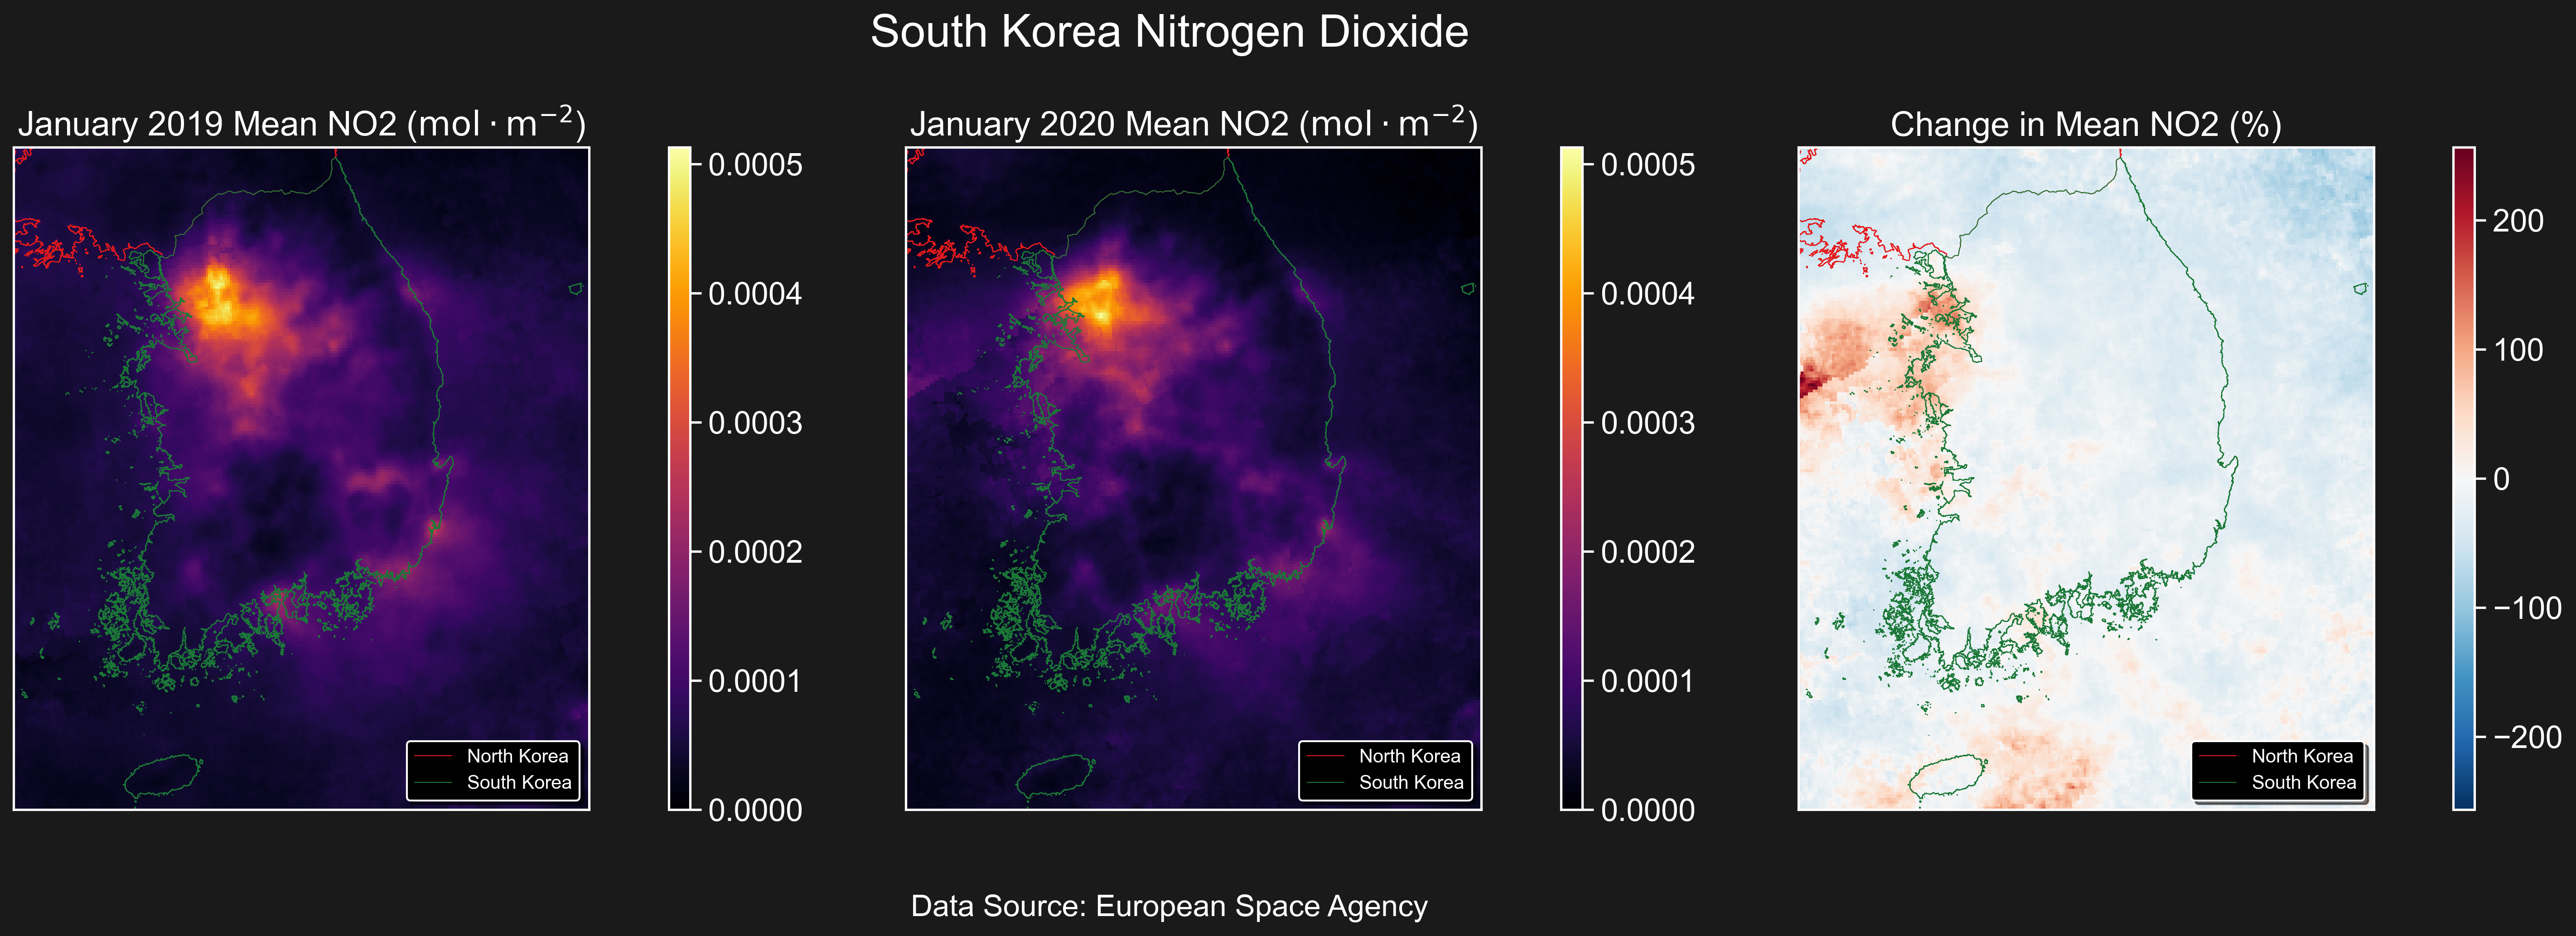 South Korea Nitrogen Dioxide
January 2019 Mean NO2 (mol · m⁻²)
0.0005
0.0004
0.0003
0.0002
0.0001
0.0000
North Korea
South Korea
January 2020 Mean NO2 (mol · m⁻²)
0.0005
0.0004
0.0003
0.0002
0.0001
0.0000
North Korea
South Korea
Change in Mean NO2 (%)
200
100
0
−100
−200
North Korea
South Korea
Data Source: European Space Agency